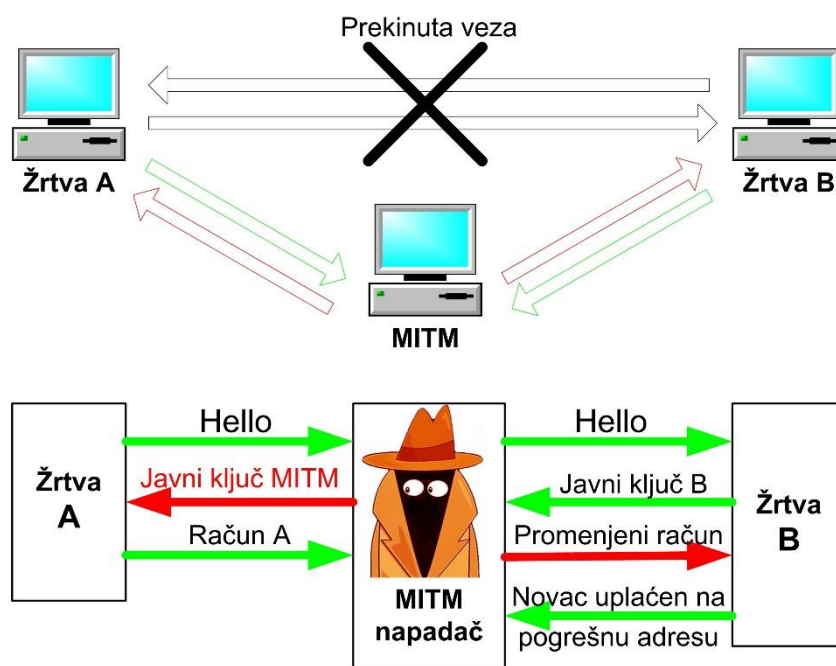 Prekinuta veza
Žrtva A
Žrtva B
MITM
Hello
Hello
Žrtva
A
Javni ključ MITM
Javni ključ B
Žrtva
B
Račun A
Promenjeni račun
MITM
napadač
Novac uplaćen na
pogrešnu adresu